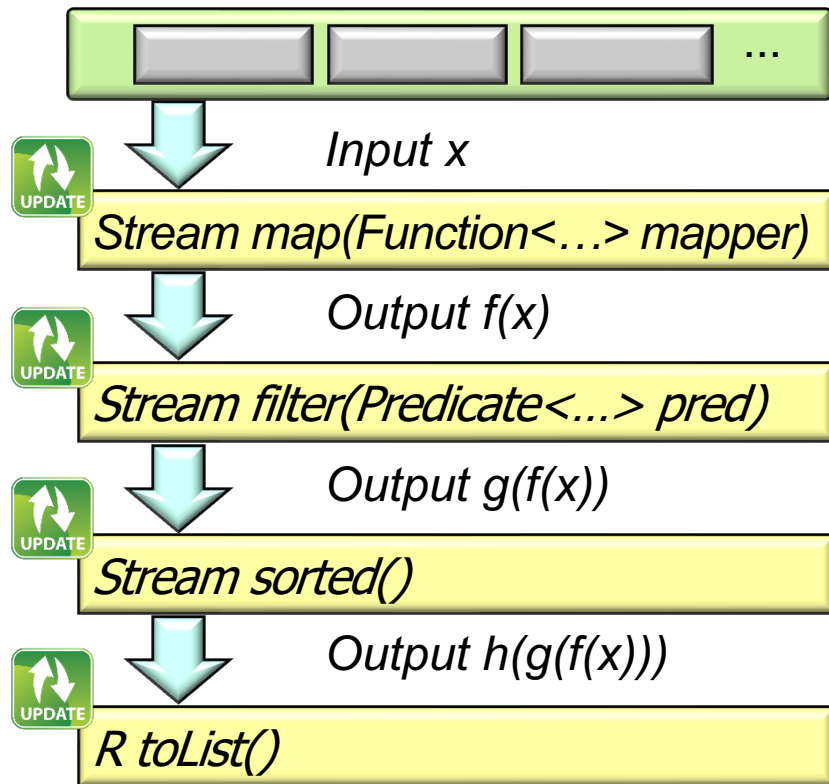 ...
Input x
UPDATE
Stream map(Function<...> mapper)
Output f(x)
UPDATE
Stream filter(Predicate<...> pred)
Output g(f(x))
UPDATE
Stream sorted()
Output h(g(f(x)))
UPDATE
R toList()